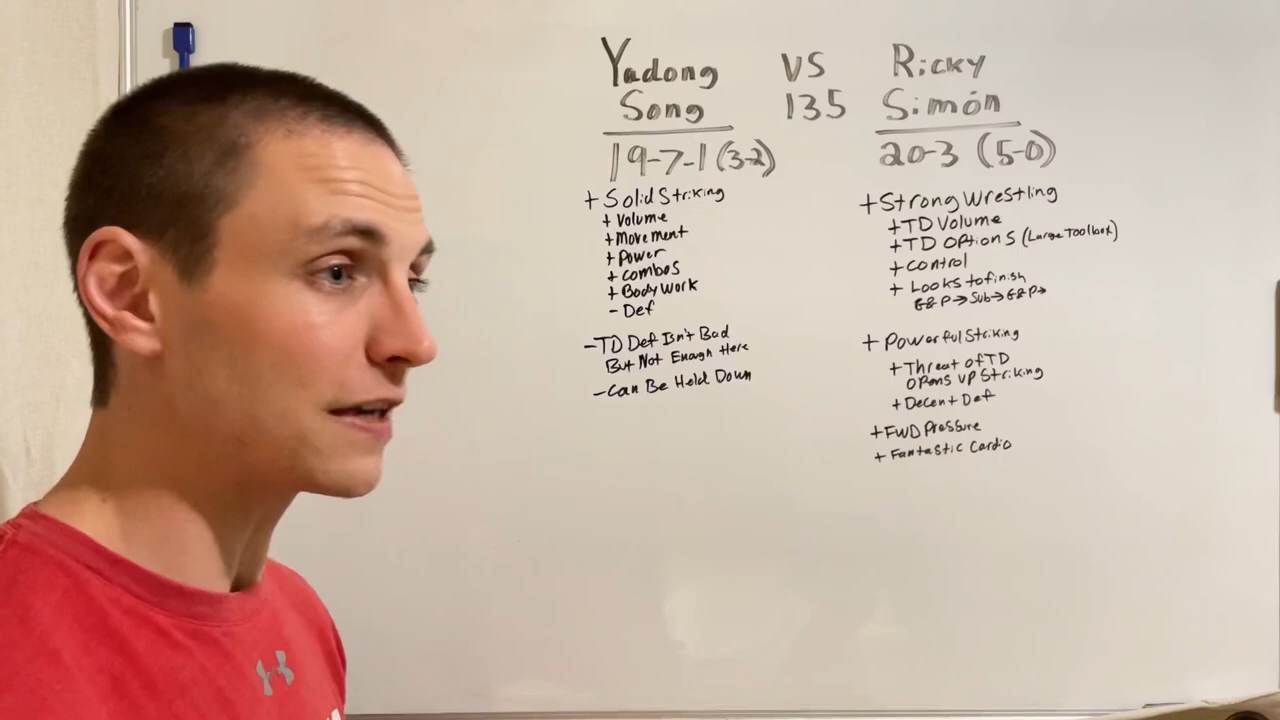 Yadong
Song
19-7-1 (3-2)
+ Solid Striking
+ Volume
+ Movement
+ Power
+ Combos
+ Body Work
- Def
- TD Def Isn't Bad
But Not Enough Here
- Can Be Held Down
VS
135
Ricky
Simón
20-3 (5-0)
+ Strong Wrestling
+ TD Volume
+ TD Options (Large Toolbox)
+ Control
+ Looks to finish
G&P → Sub → G&P →
+ Powerful Striking
+ Threat of TD
Opens up Striking
+ Decent Def
+ FWD Pressure
+ Fantastic Cardio